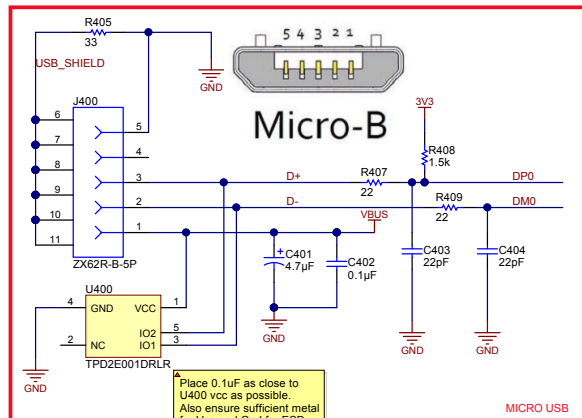 R405
33
USB_SHIELD
GND
5 4 3 2 1
Micro-B
J400
6
7
8
9
10
11
5
4
3
2
1
ZX62R-B-5P
3V3
R408
1.5k
D+
R407
22
DP0
D-
R409
22
DM0
VBUS
+
C401
4.7µF
C402
0.1µF
C403
22pF
C404
22pF
GND
GND
GND
U400
4
GND
VCC
1
IO2
5
2
NC
IO1
3
TPD2E001DRLR
GND
Place 0.1uF as close to
U400 vcc as possible.
Also ensure sufficient metal
MICRO USB